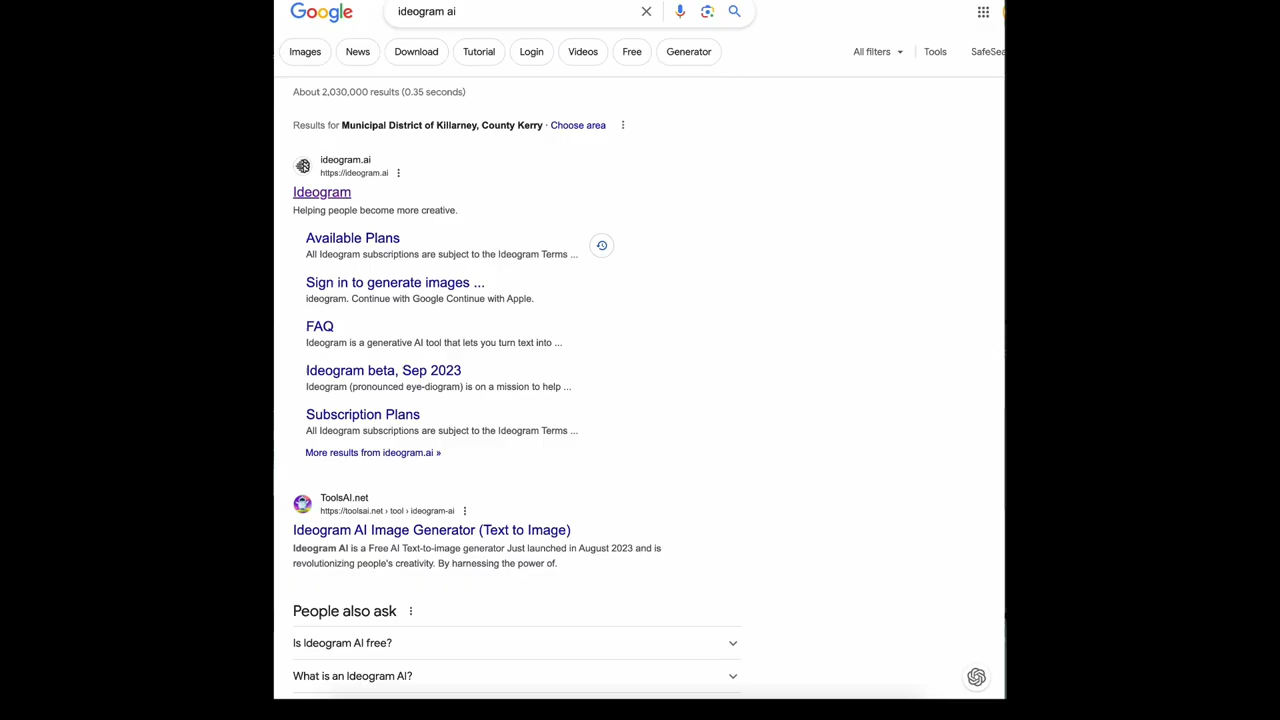 Google
ideogram ai
Images News Download Tutorial Login Videos Free Generator All filters Tools SafeSea
About 2,030,000 results (0.35 seconds)
Results for Municipal District of Killarney, County Kerry · Choose area
ideogram.ai
https://ideogram.ai
Ideogram
Helping people become more creative.
Available Plans
All Ideogram subscriptions are subject to the Ideogram Terms ...
Sign in to generate images ...
ideogram. Continue with Google Continue with Apple.
FAQ
Ideogram is a generative AI tool that lets you turn text into ...
Ideogram beta, Sep 2023
Ideogram (pronounced eye-diogram) is on a mission to help ...
Subscription Plans
All Ideogram subscriptions are subject to the Ideogram Terms ...
More results from ideogram.ai »
ToolsAI.net
https://toolsai.net › tool › ideogram-ai
Ideogram AI Image Generator (Text to Image)
Ideogram AI is a Free AI Text-to-image generator Just launched in August 2023 and is
revolutionizing people's creativity. By harnessing the power of.
People also ask
Is Ideogram AI free?
What is an Ideogram AI?